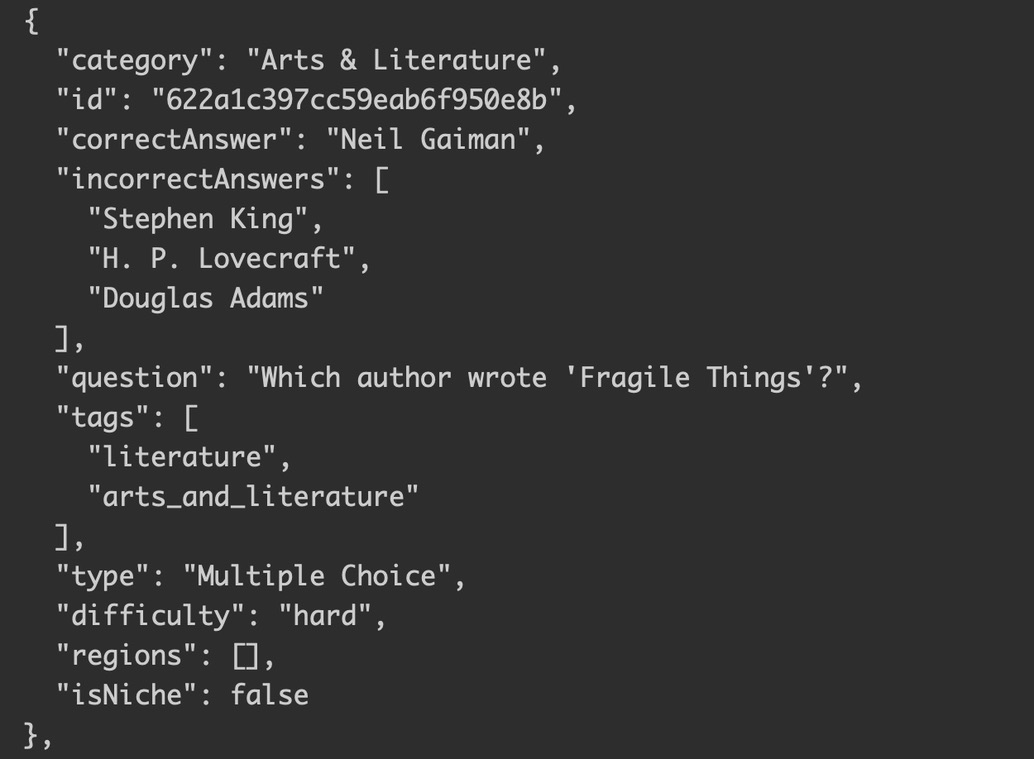 {
  "category": "Arts & Literature",
  "id": "622a1c397cc59eab6f950e8b",
  "correctAnswer": "Neil Gaiman",
  "incorrectAnswers": [
    "Stephen King",
    "H. P. Lovecraft",
    "Douglas Adams"
  ],
  "question": "Which author wrote 'Fragile Things'?",
  "tags": [
    "literature",
    "arts_and_literature"
  ],
  "type": "Multiple Choice",
  "difficulty": "hard",
  "regions": [],
  "isNiche": false
},